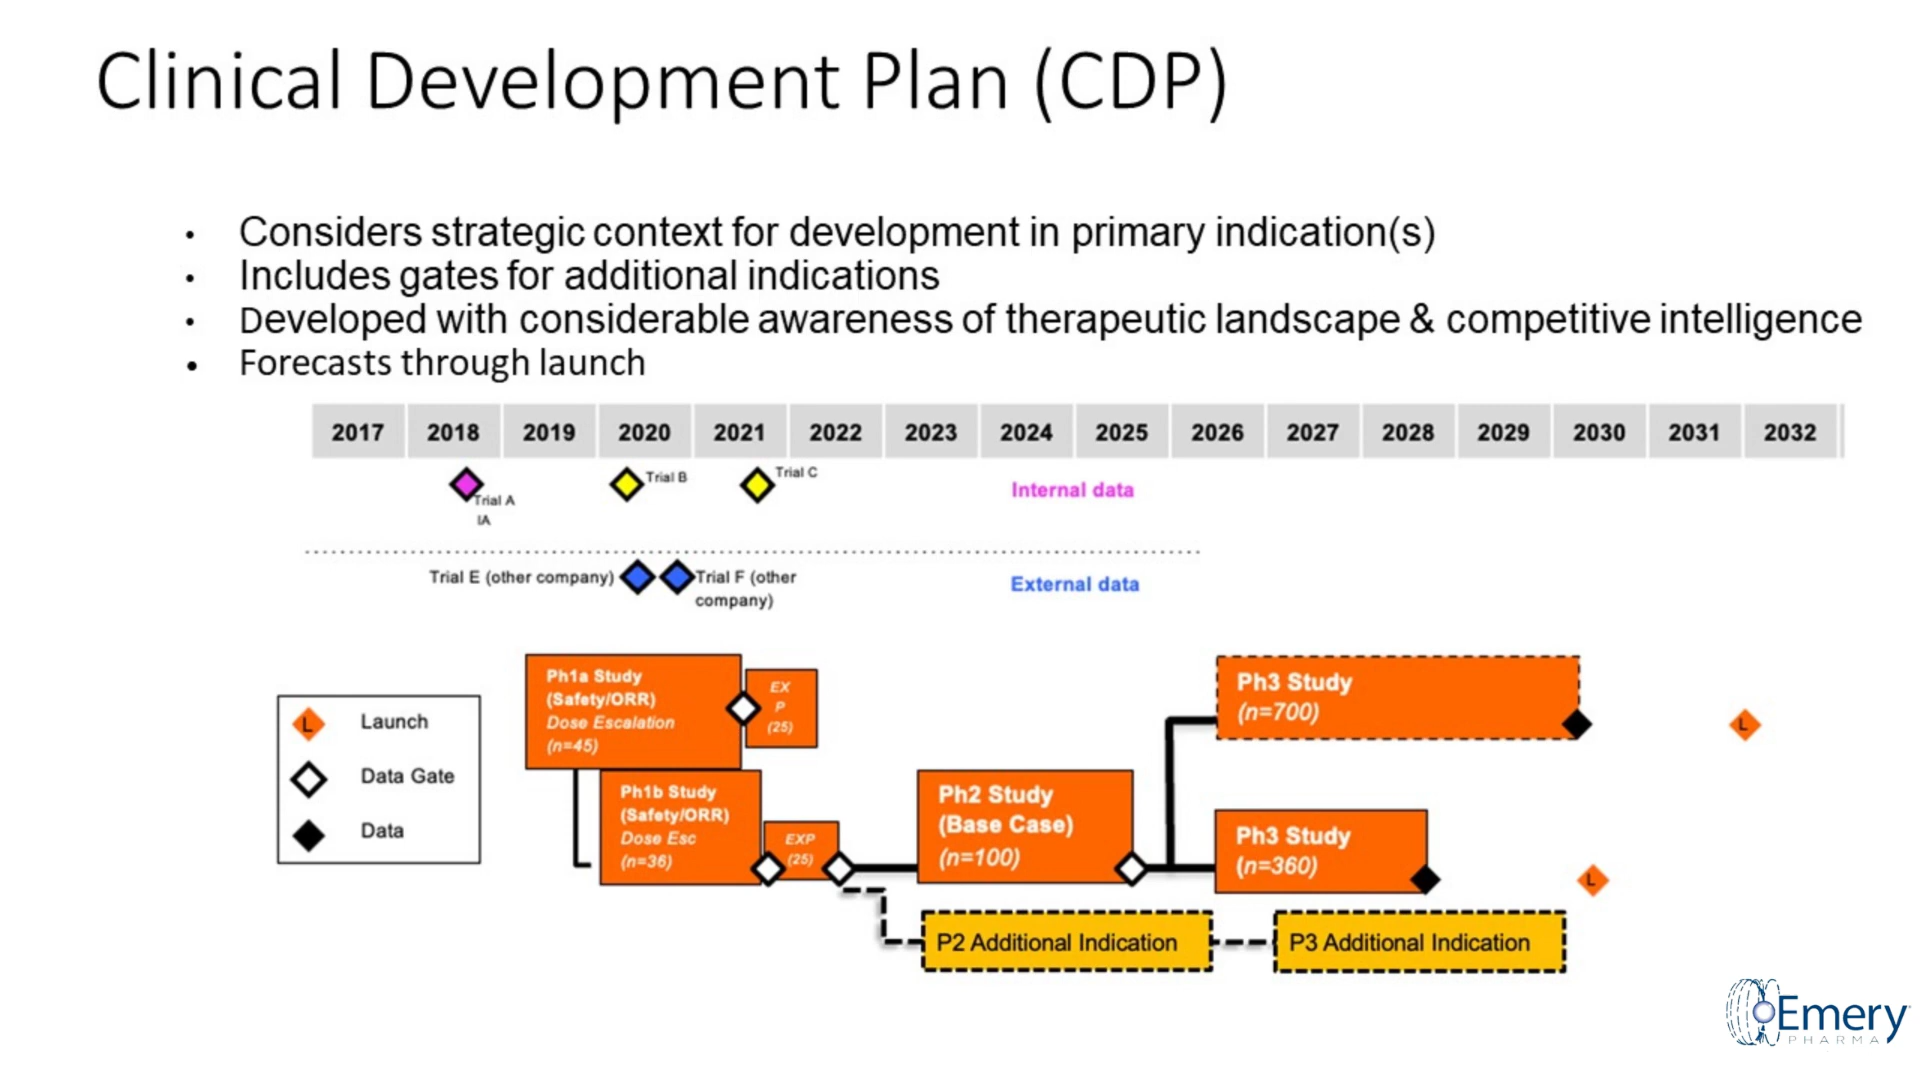 Clinical Development Plan (CDP)
• Considers strategic context for development in primary indication(s)
• Includes gates for additional indications
• Developed with considerable awareness of therapeutic landscape & competitive intelligence
• Forecasts through launch
2017 2018 2019 2020 2021 2022 2023 2024 2025 2026 2027 2028 2029 2030 2031 2032
Trial A
IA
Trial B
Trial C
Internal data
Trial E (other company)
Trial F (other
company)
External data
L Launch
Data Gate
Data
Ph1a Study
(Safety/ORR)
Dose Escalation
(n=45)
EX
P
(25)
Ph1b Study
(Safety/ORR)
Dose Esc
(n=36)
EXP
(25)
Ph2 Study
(Base Case)
(n=100)
Ph3 Study
(n=700)
L
Ph3 Study
(n=360)
L
P2 Additional Indication
P3 Additional Indication
Emery
PHARMA